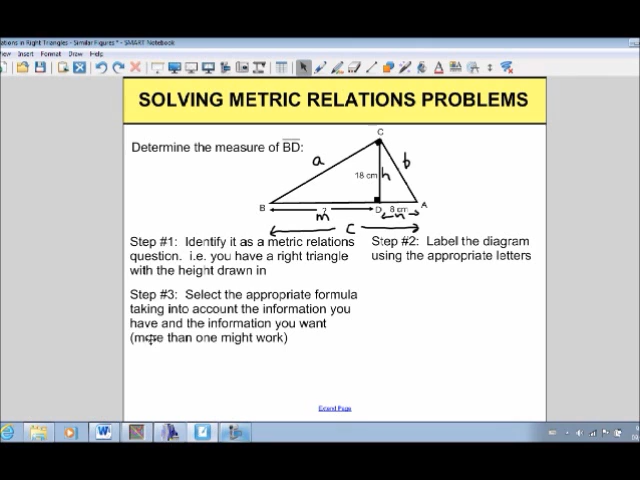 ations in Right Triangles - Similar Figures * - SMART Notebook
View Insert Format Draw Help
SOLVING METRIC RELATIONS PROBLEMS
Determine the measure of BD:
C
a
b
18 cm
h
B
D
A
?
m
8 cm
n
c
Step #1: Identify it as a metric relations
question. i.e. you have a right triangle
with the height drawn in
Step #2: Label the diagram
using the appropriate letters
Step #3: Select the appropriate formula
taking into account the information you
have and the information you want
(more than one might work)
Extend Page